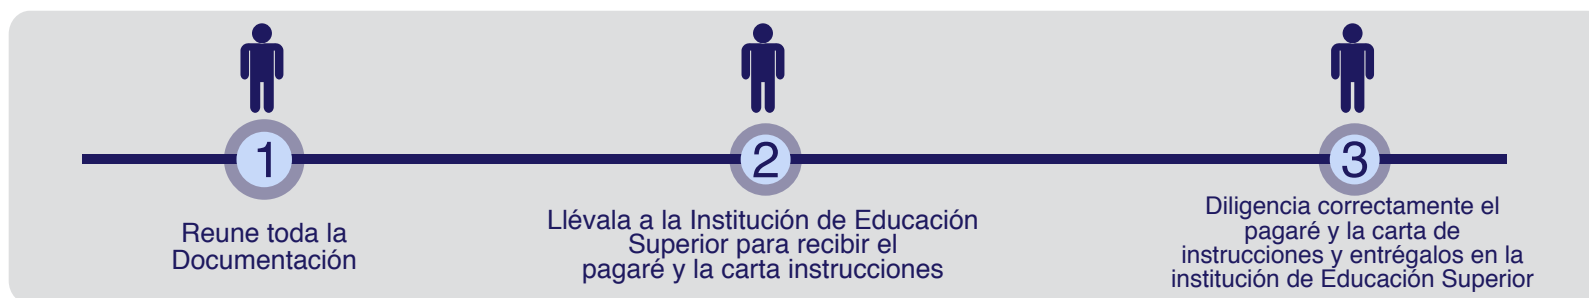 1
Reune toda la
Documentación
2
Llévala a la Institución de Educación
Superior para recibir el
pagaré y la carta instrucciones
3
Diligencia correctamente el
pagaré y la carta de
instrucciones y entrégalos en la
institución de Educación Superior